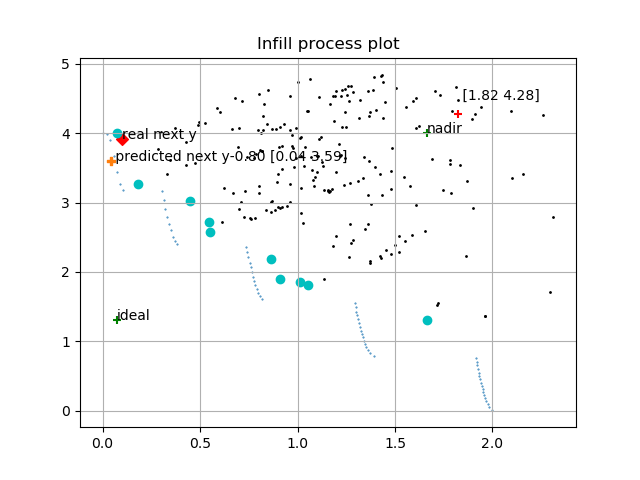 Infill process plot
5
[1.82 4.28]
real next y
nadir
4
predicted next y-0.80 [0.04 3.59]
3
2
ideal
1
0
0.0 0.5 1.0 1.5 2.0